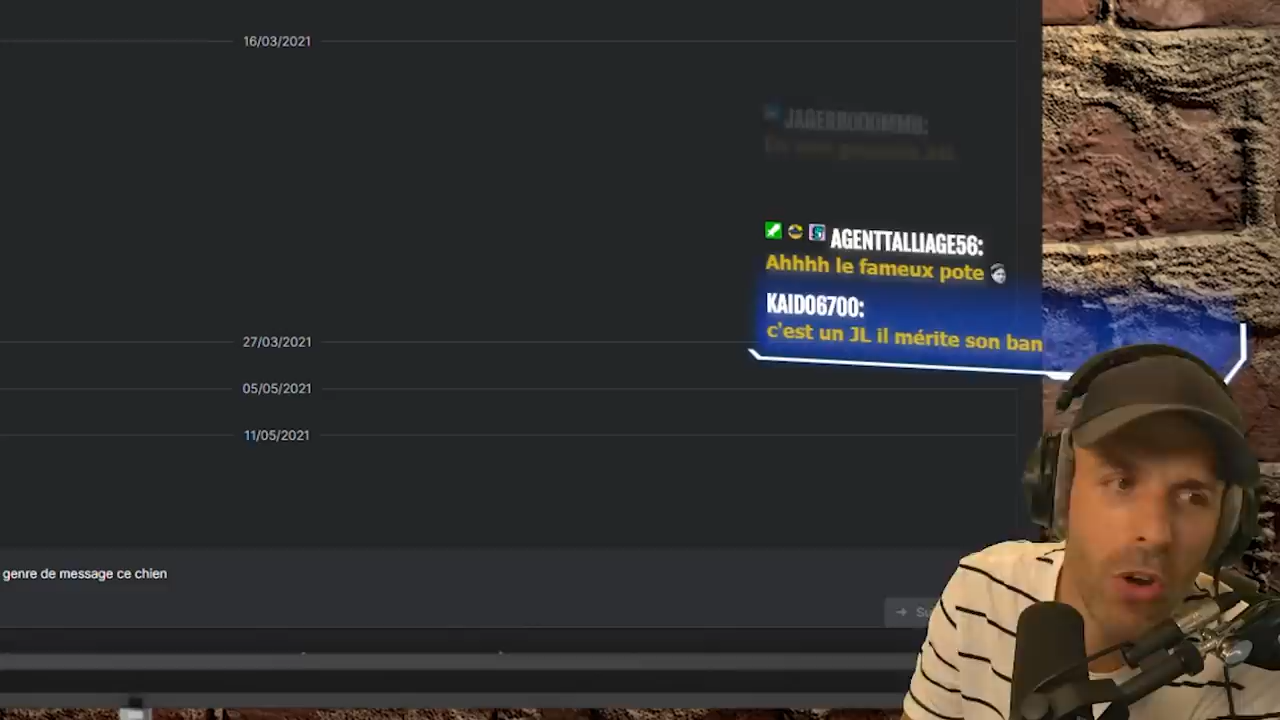 16/03/2021
AGENTTALLIAGE56:
Ahhhh le fameux pote
KAIDO6700:
c'est un JL il mérite son ban
27/03/2021
05/05/2021
11/05/2021
genre de message ce chien